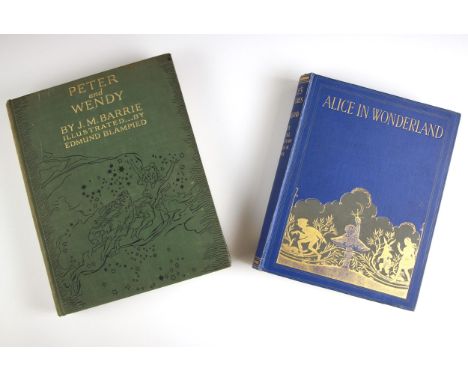 PETER
and
WENDY
BY J.M. BARRIE
ILLUSTRATED...BY
EDMUND BLAMPIED
ALICE IN WONDERLAND